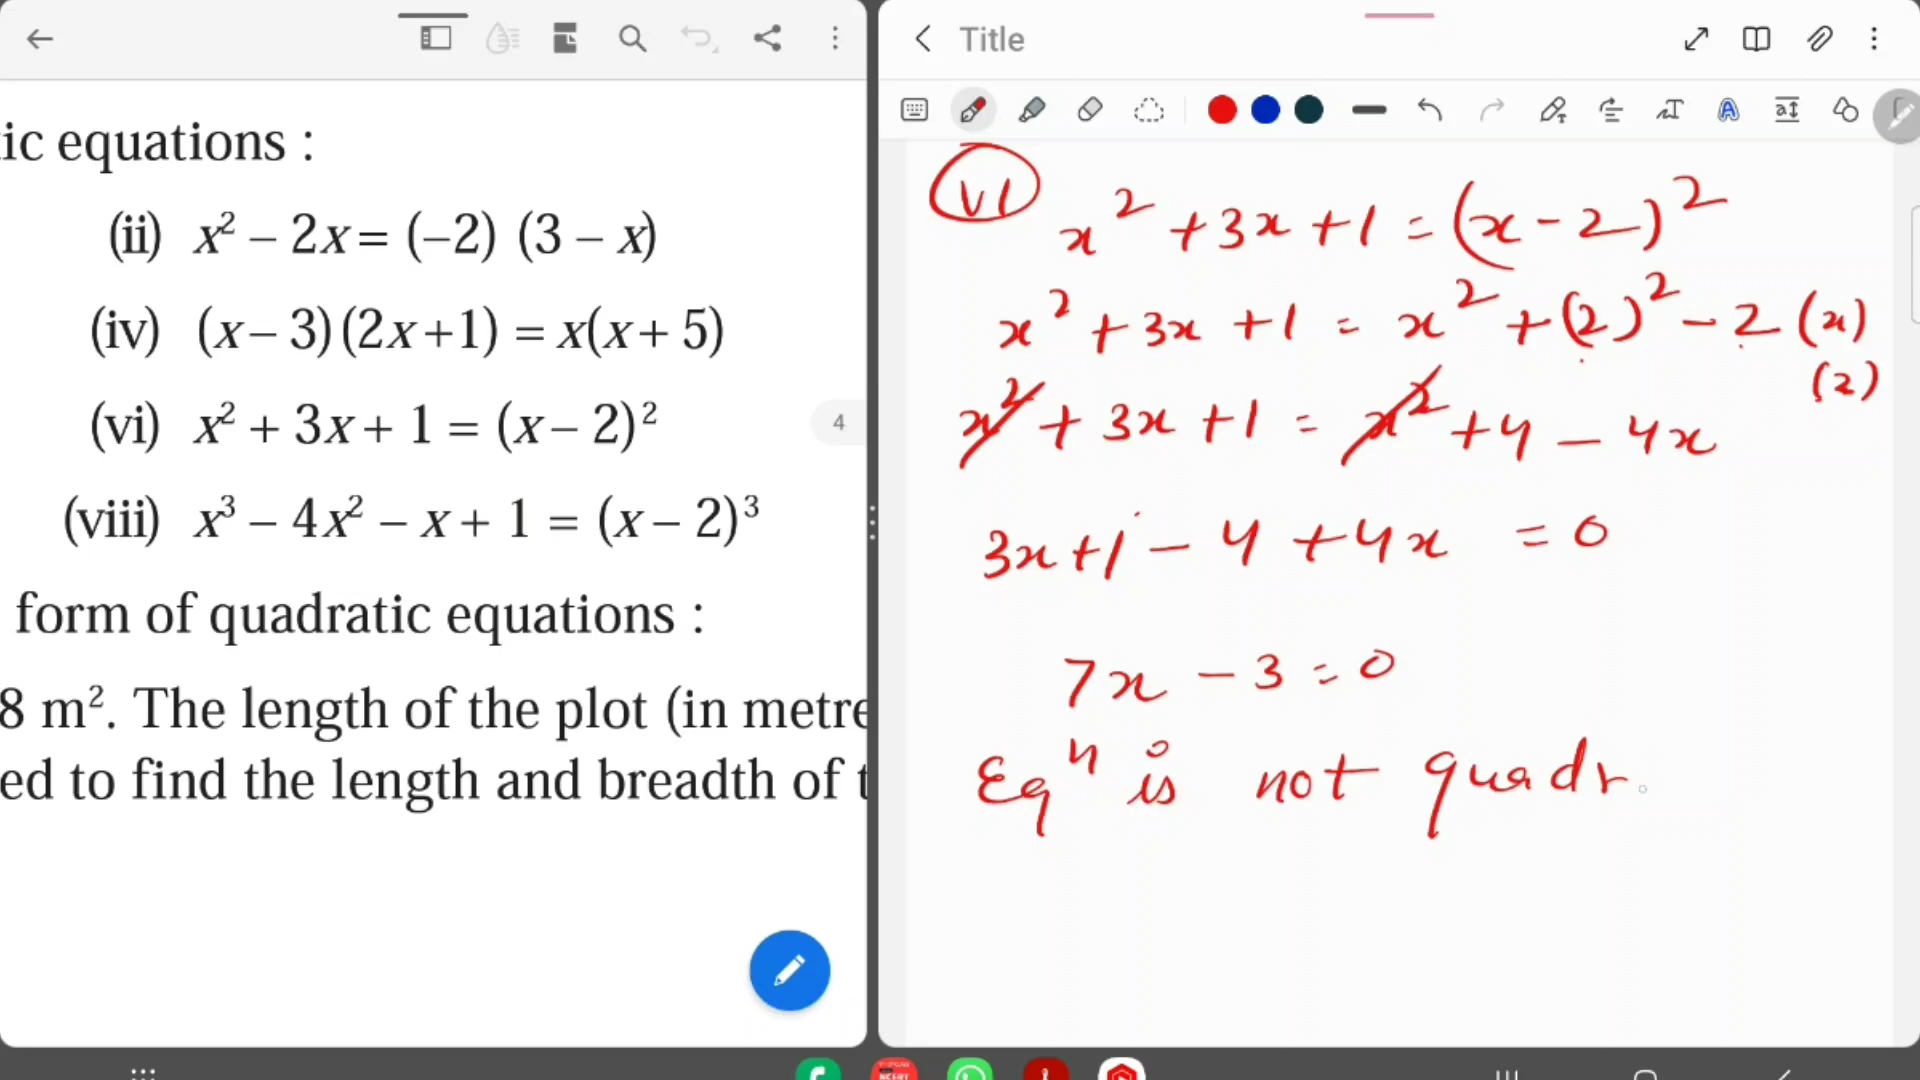 ic equations :
(ii) x² – 2x = (–2) (3 – x)
(iv) (x – 3)(2x + 1) = x(x + 5)
(vi) x² + 3x + 1 = (x – 2)²
4
(viii) x³ – 4x² – x + 1 = (x – 2)³
form of quadratic equations :
8 m². The length of the plot (in metre
ed to find the length and breadth of t
Title
VI
x² + 3x + 1 = (x - 2)²
x² + 3x + 1 = x² + (2)² - 2 (x)
(2)
x² + 3x + 1 = x² + 4 - 4x
3x + 1 - 4 + 4x = 0
7x - 3 = 0
Eqⁿ is not quadr.